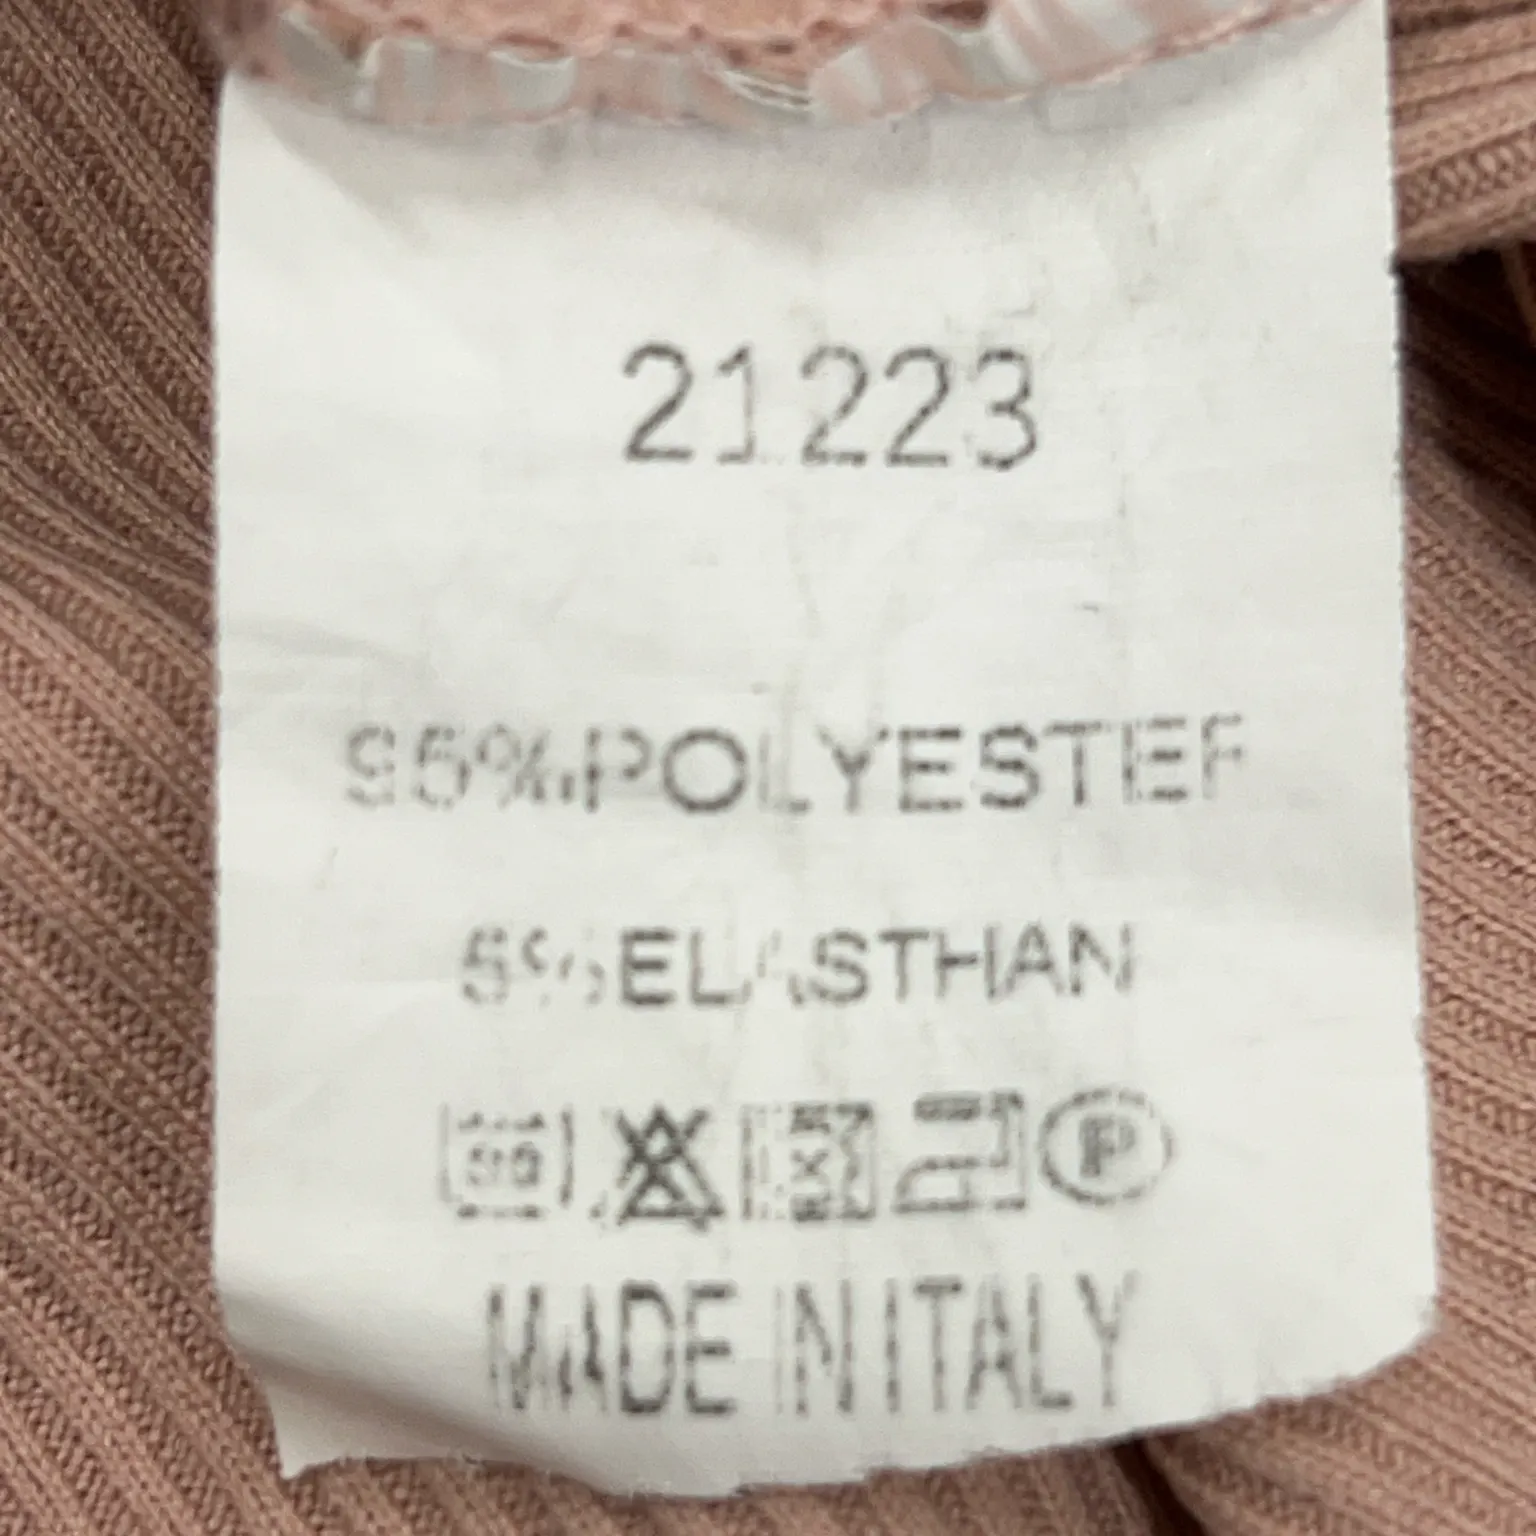 21223
95%POLYESTER
5%ELASTHAN
P
MADE IN ITALY